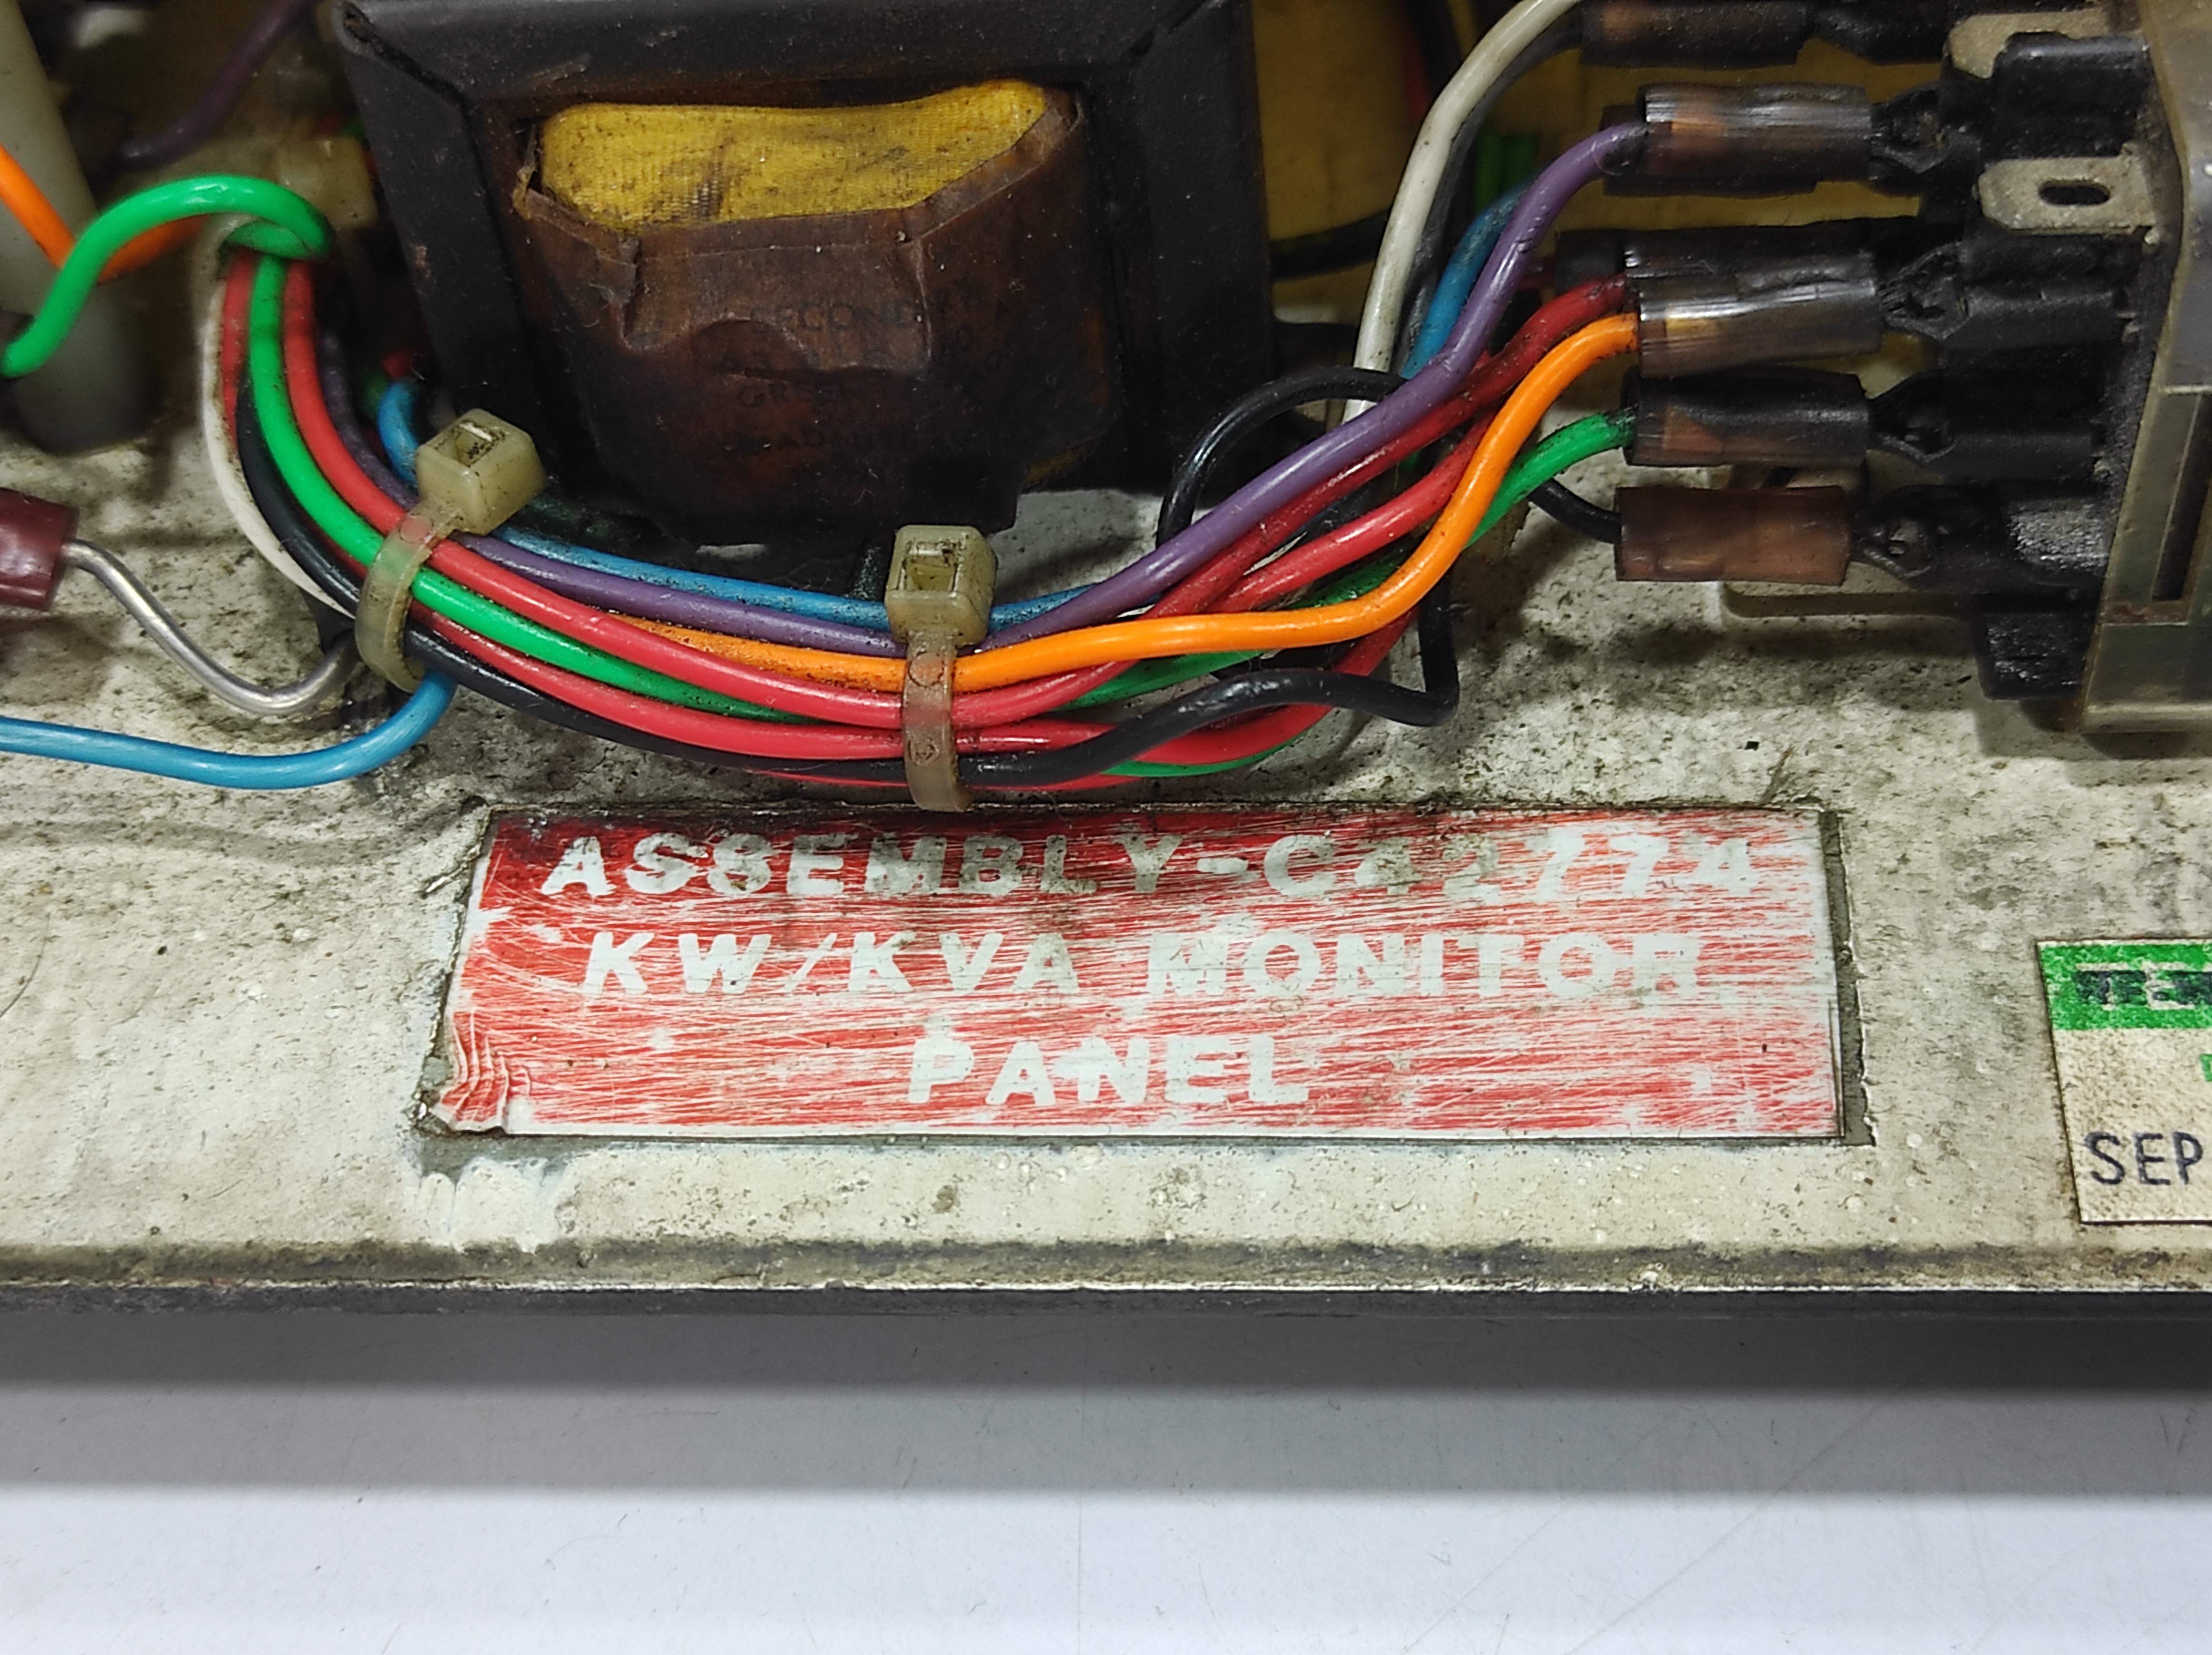 ASSEMBLY-C42774
KW/KVA MONITOR
PANEL
SEP